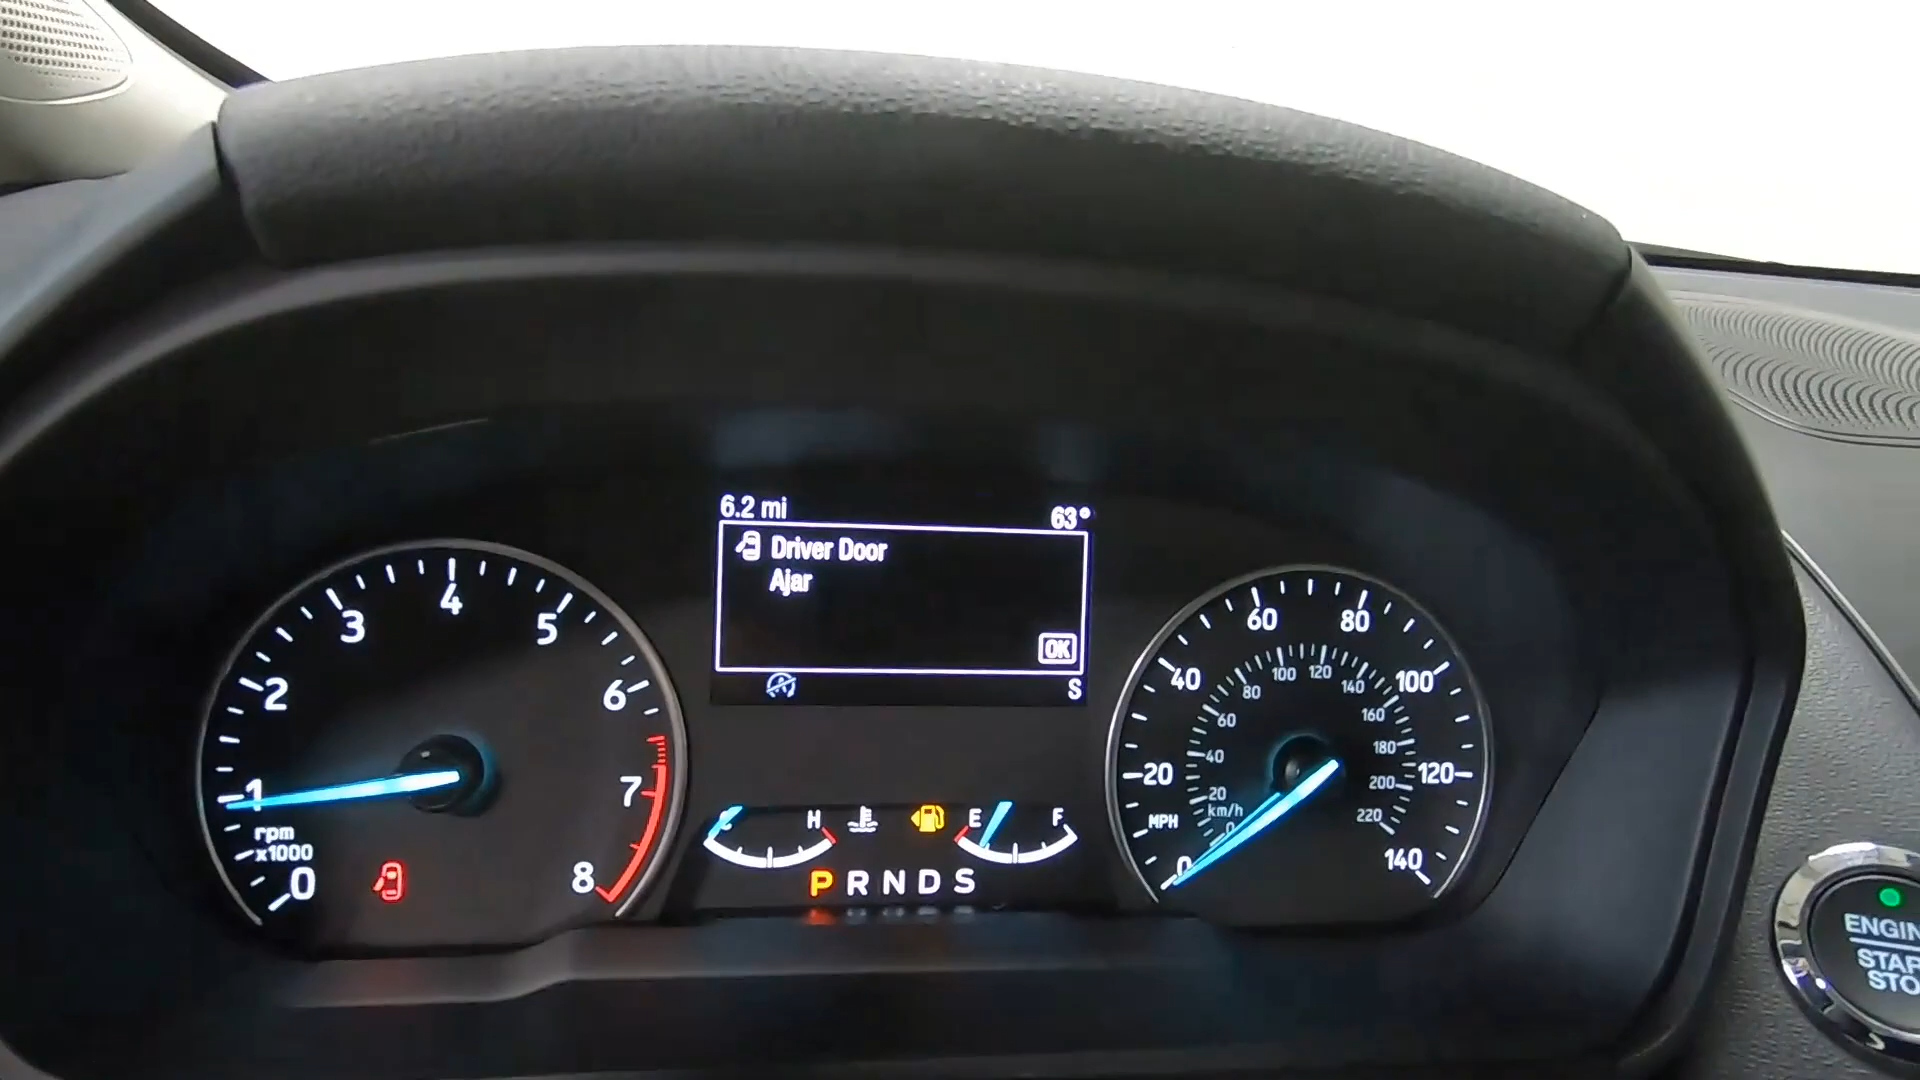 6.2 mi 63°
Driver Door
Ajar
OK
S
0 1 2 3 4 5 6 7 8
rpm
x1000
C H E F
P R N D S
0 20 40 60 80 100 120 140
MPH
0 20 40 60 80 100 120 140 160 180 200 220
km/h
ENGIN
STAR
STO